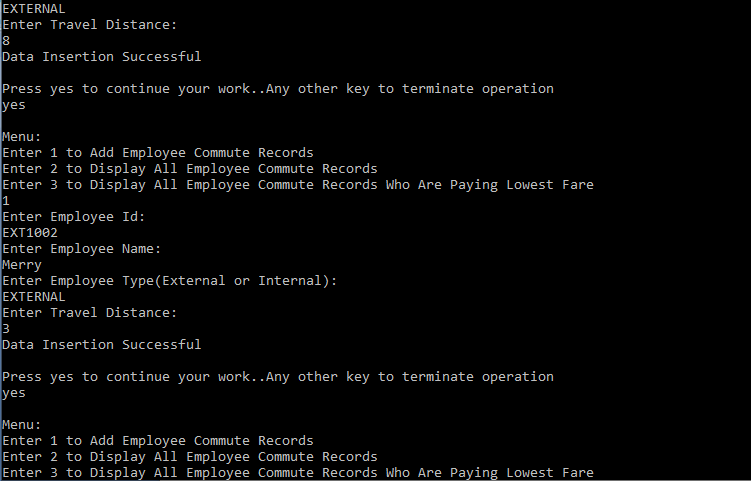 EXTERNAL
Enter Travel Distance:
8
Data Insertion Successful
Press yes to continue your work..Any other key to terminate operation
yes
Menu:
Enter 1 to Add Employee Commute Records
Enter 2 to Display All Employee Commute Records
Enter 3 to Display All Employee Commute Records Who Are Paying Lowest Fare
1
Enter Employee Id:
EXT1002
Enter Employee Name:
Merry
Enter Employee Type(External or Internal):
EXTERNAL
Enter Travel Distance:
3
Data Insertion Successful
Press yes to continue your work..Any other key to terminate operation
yes
Menu:
Enter 1 to Add Employee Commute Records
Enter 2 to Display All Employee Commute Records
Enter 3 to Display All Employee Commute Records Who Are Paying Lowest Fare